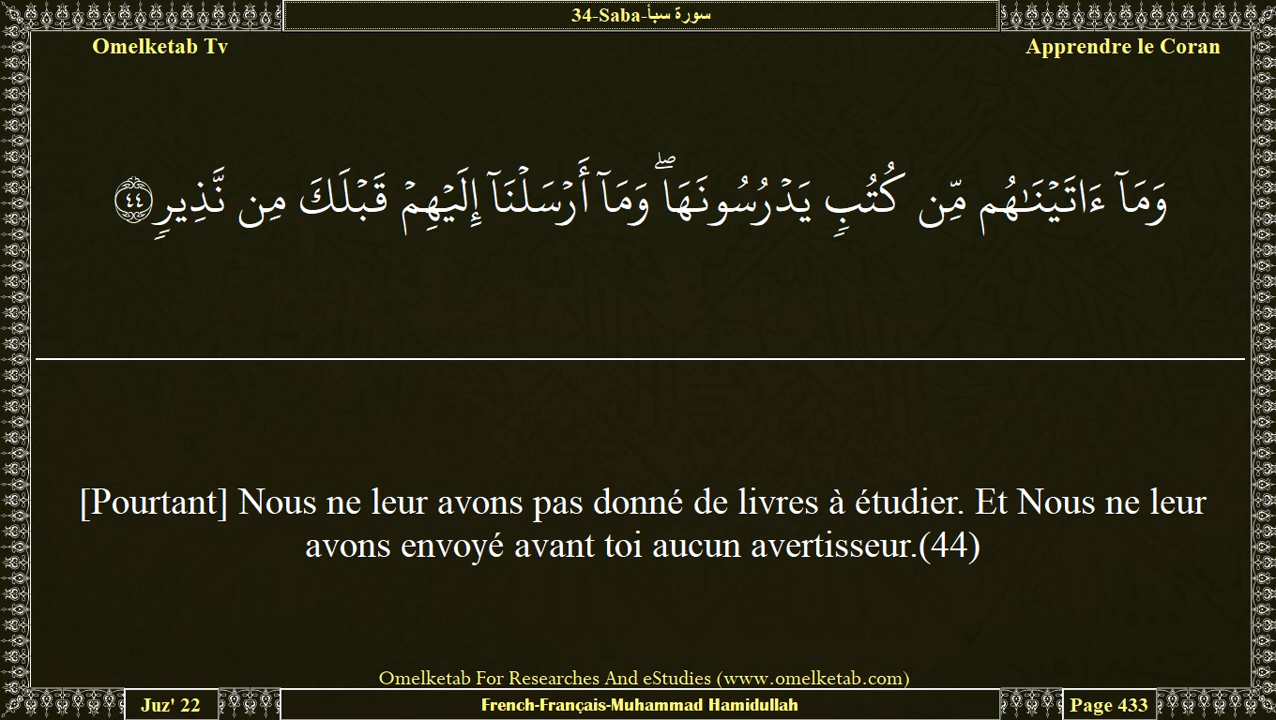 34-Saba-سورة سبأ
Omelketab Tv
Apprendre le Coran
وَمَآ ءَاتَيْنَٰهُم مِّن كُتُبٍۢ يَدْرُسُونَهَا ۖ وَمَآ أَرْسَلْنَآ إِلَيْهِمْ قَبْلَكَ مِن نَّذِيرٍۢ ٤٤
[Pourtant] Nous ne leur avons pas donné de livres à étudier. Et Nous ne leur
avons envoyé avant toi aucun avertisseur.(44)
Omelketab For Researches And eStudies (www.omelketab.com)
Juz' 22
French-Français-Muhammad Hamidullah
Page 433